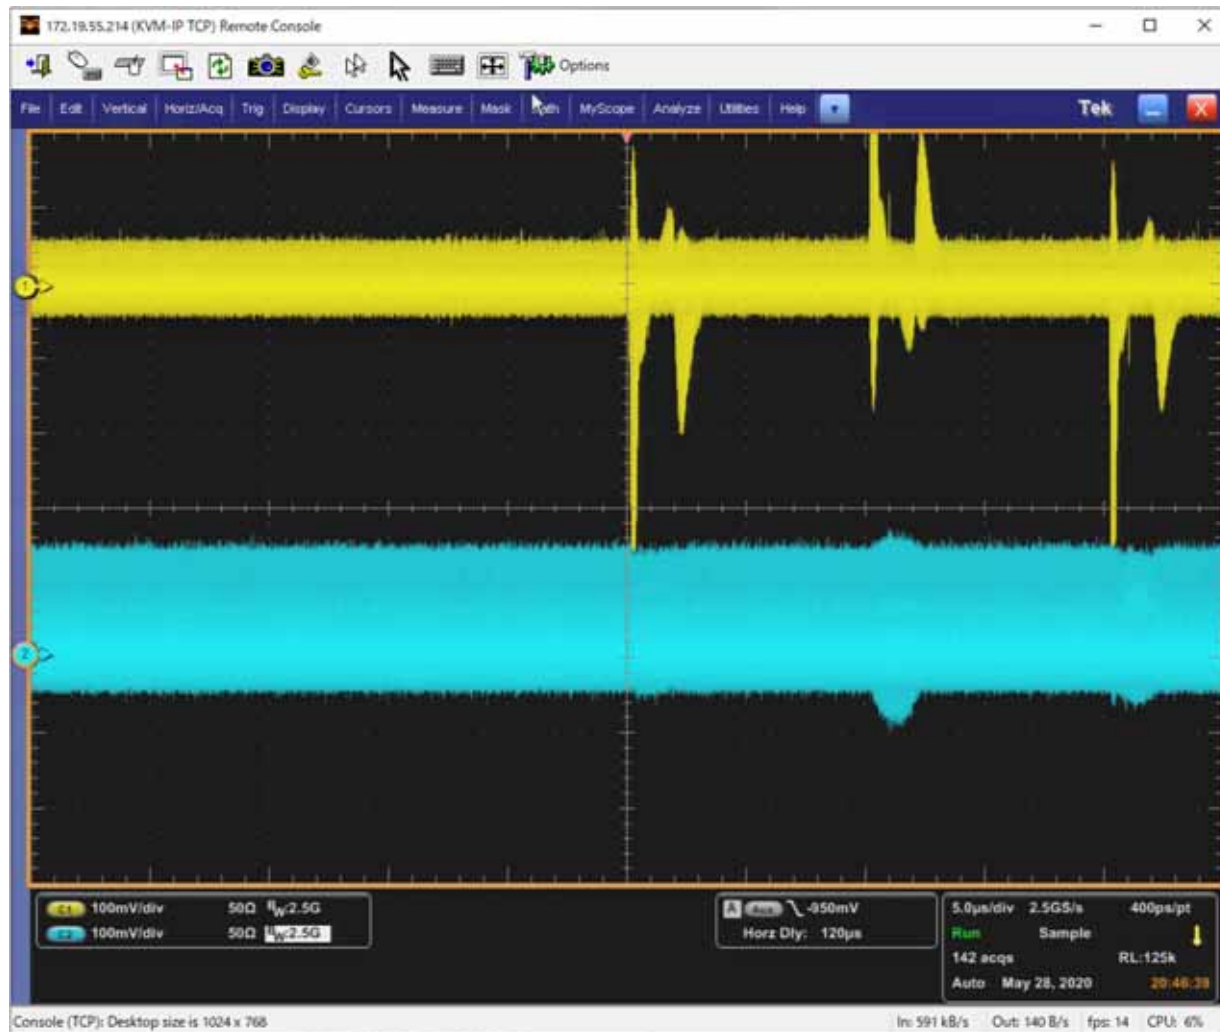 172.19.55.214 (KVM-IP TCP) Remote Console
Options
File Edit Vertical Horiz/Acq Trig Display Cursors Measure Mask Math MyScope Analyze Utilities Help Tek
1
2
C1 100mV/div 50Ω BW:2.5G
C2 100mV/div 50Ω BW:2.5G
A Aux -950mV
Horz Dly: 120µs
5.0µs/div 2.5GS/s 400ps/pt
Run Sample
142 acqs RL:125k
Auto May 28, 2020 20:46:39
Console (TCP): Desktop size is 1024 x 768 In: 591 kB/s Out: 140 B/s fps: 14 CPU: 6%